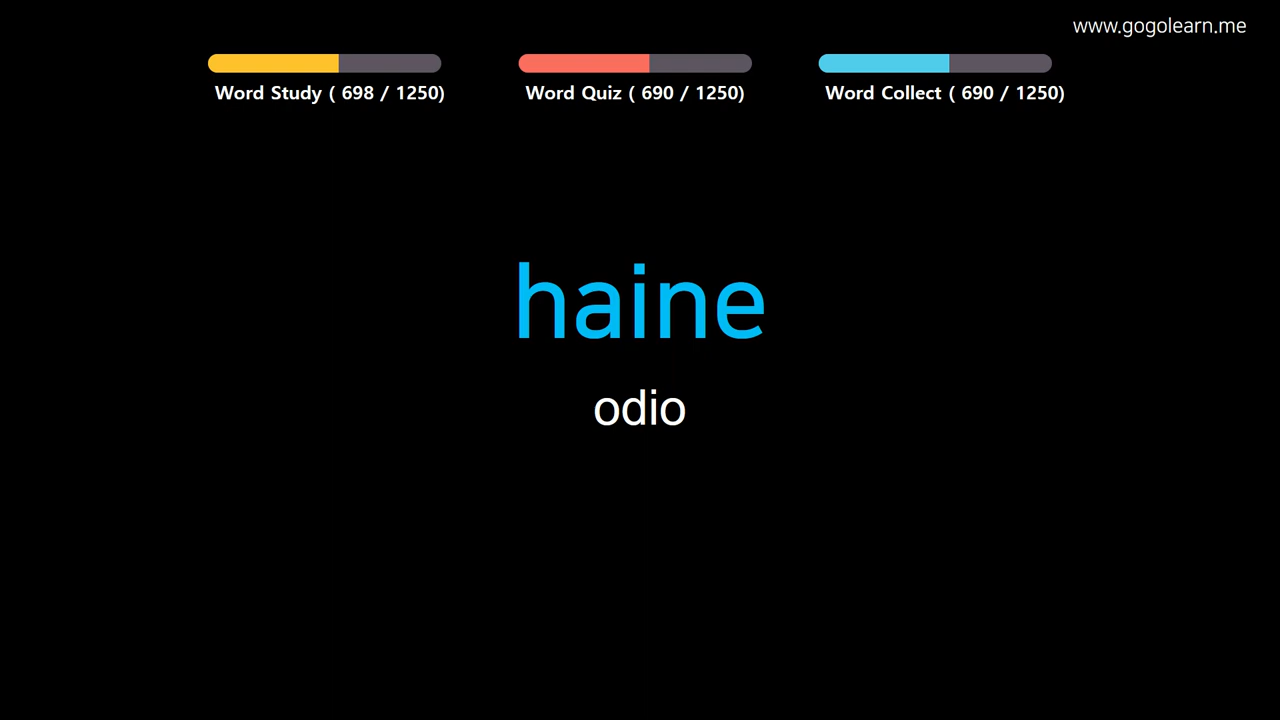 www.gogolearn.me
Word Study ( 698 / 1250)
Word Quiz ( 690 / 1250)
Word Collect ( 690 / 1250)
haine
odio